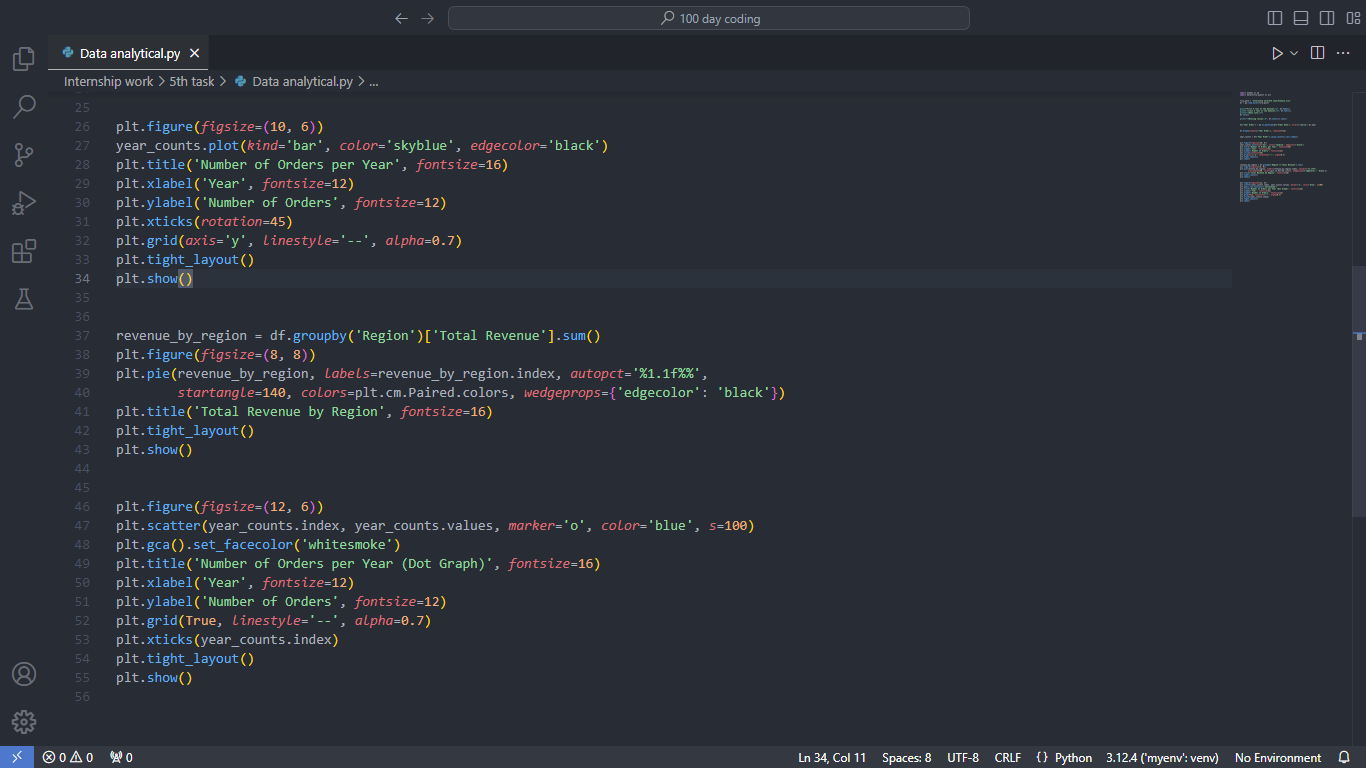 100 day coding
Data analytical.py
Internship work > 5th task > Data analytical.py > ...
25
26 plt.figure(figsize=(10, 6))
27 year_counts.plot(kind='bar', color='skyblue', edgecolor='black')
28 plt.title('Number of Orders per Year', fontsize=16)
29 plt.xlabel('Year', fontsize=12)
30 plt.ylabel('Number of Orders', fontsize=12)
31 plt.xticks(rotation=45)
32 plt.grid(axis='y', linestyle='--', alpha=0.7)
33 plt.tight_layout()
34 plt.show()
35
36
37 revenue_by_region = df.groupby('Region')['Total Revenue'].sum()
38 plt.figure(figsize=(8, 8))
39 plt.pie(revenue_by_region, labels=revenue_by_region.index, autopct='%1.1f%%',
40         startangle=140, colors=plt.cm.Paired.colors, wedgeprops={'edgecolor': 'black'})
41 plt.title('Total Revenue by Region', fontsize=16)
42 plt.tight_layout()
43 plt.show()
44
45
46 plt.figure(figsize=(12, 6))
47 plt.scatter(year_counts.index, year_counts.values, marker='o', color='blue', s=100)
48 plt.gca().set_facecolor('whitesmoke')
49 plt.title('Number of Orders per Year (Dot Graph)', fontsize=16)
50 plt.xlabel('Year', fontsize=12)
51 plt.ylabel('Number of Orders', fontsize=12)
52 plt.grid(True, linestyle='--', alpha=0.7)
53 plt.xticks(year_counts.index)
54 plt.tight_layout()
55 plt.show()
56
0 0 0 Ln 34, Col 11 Spaces: 8 UTF-8 CRLF {} Python 3.12.4 ('myenv': venv) No Environment